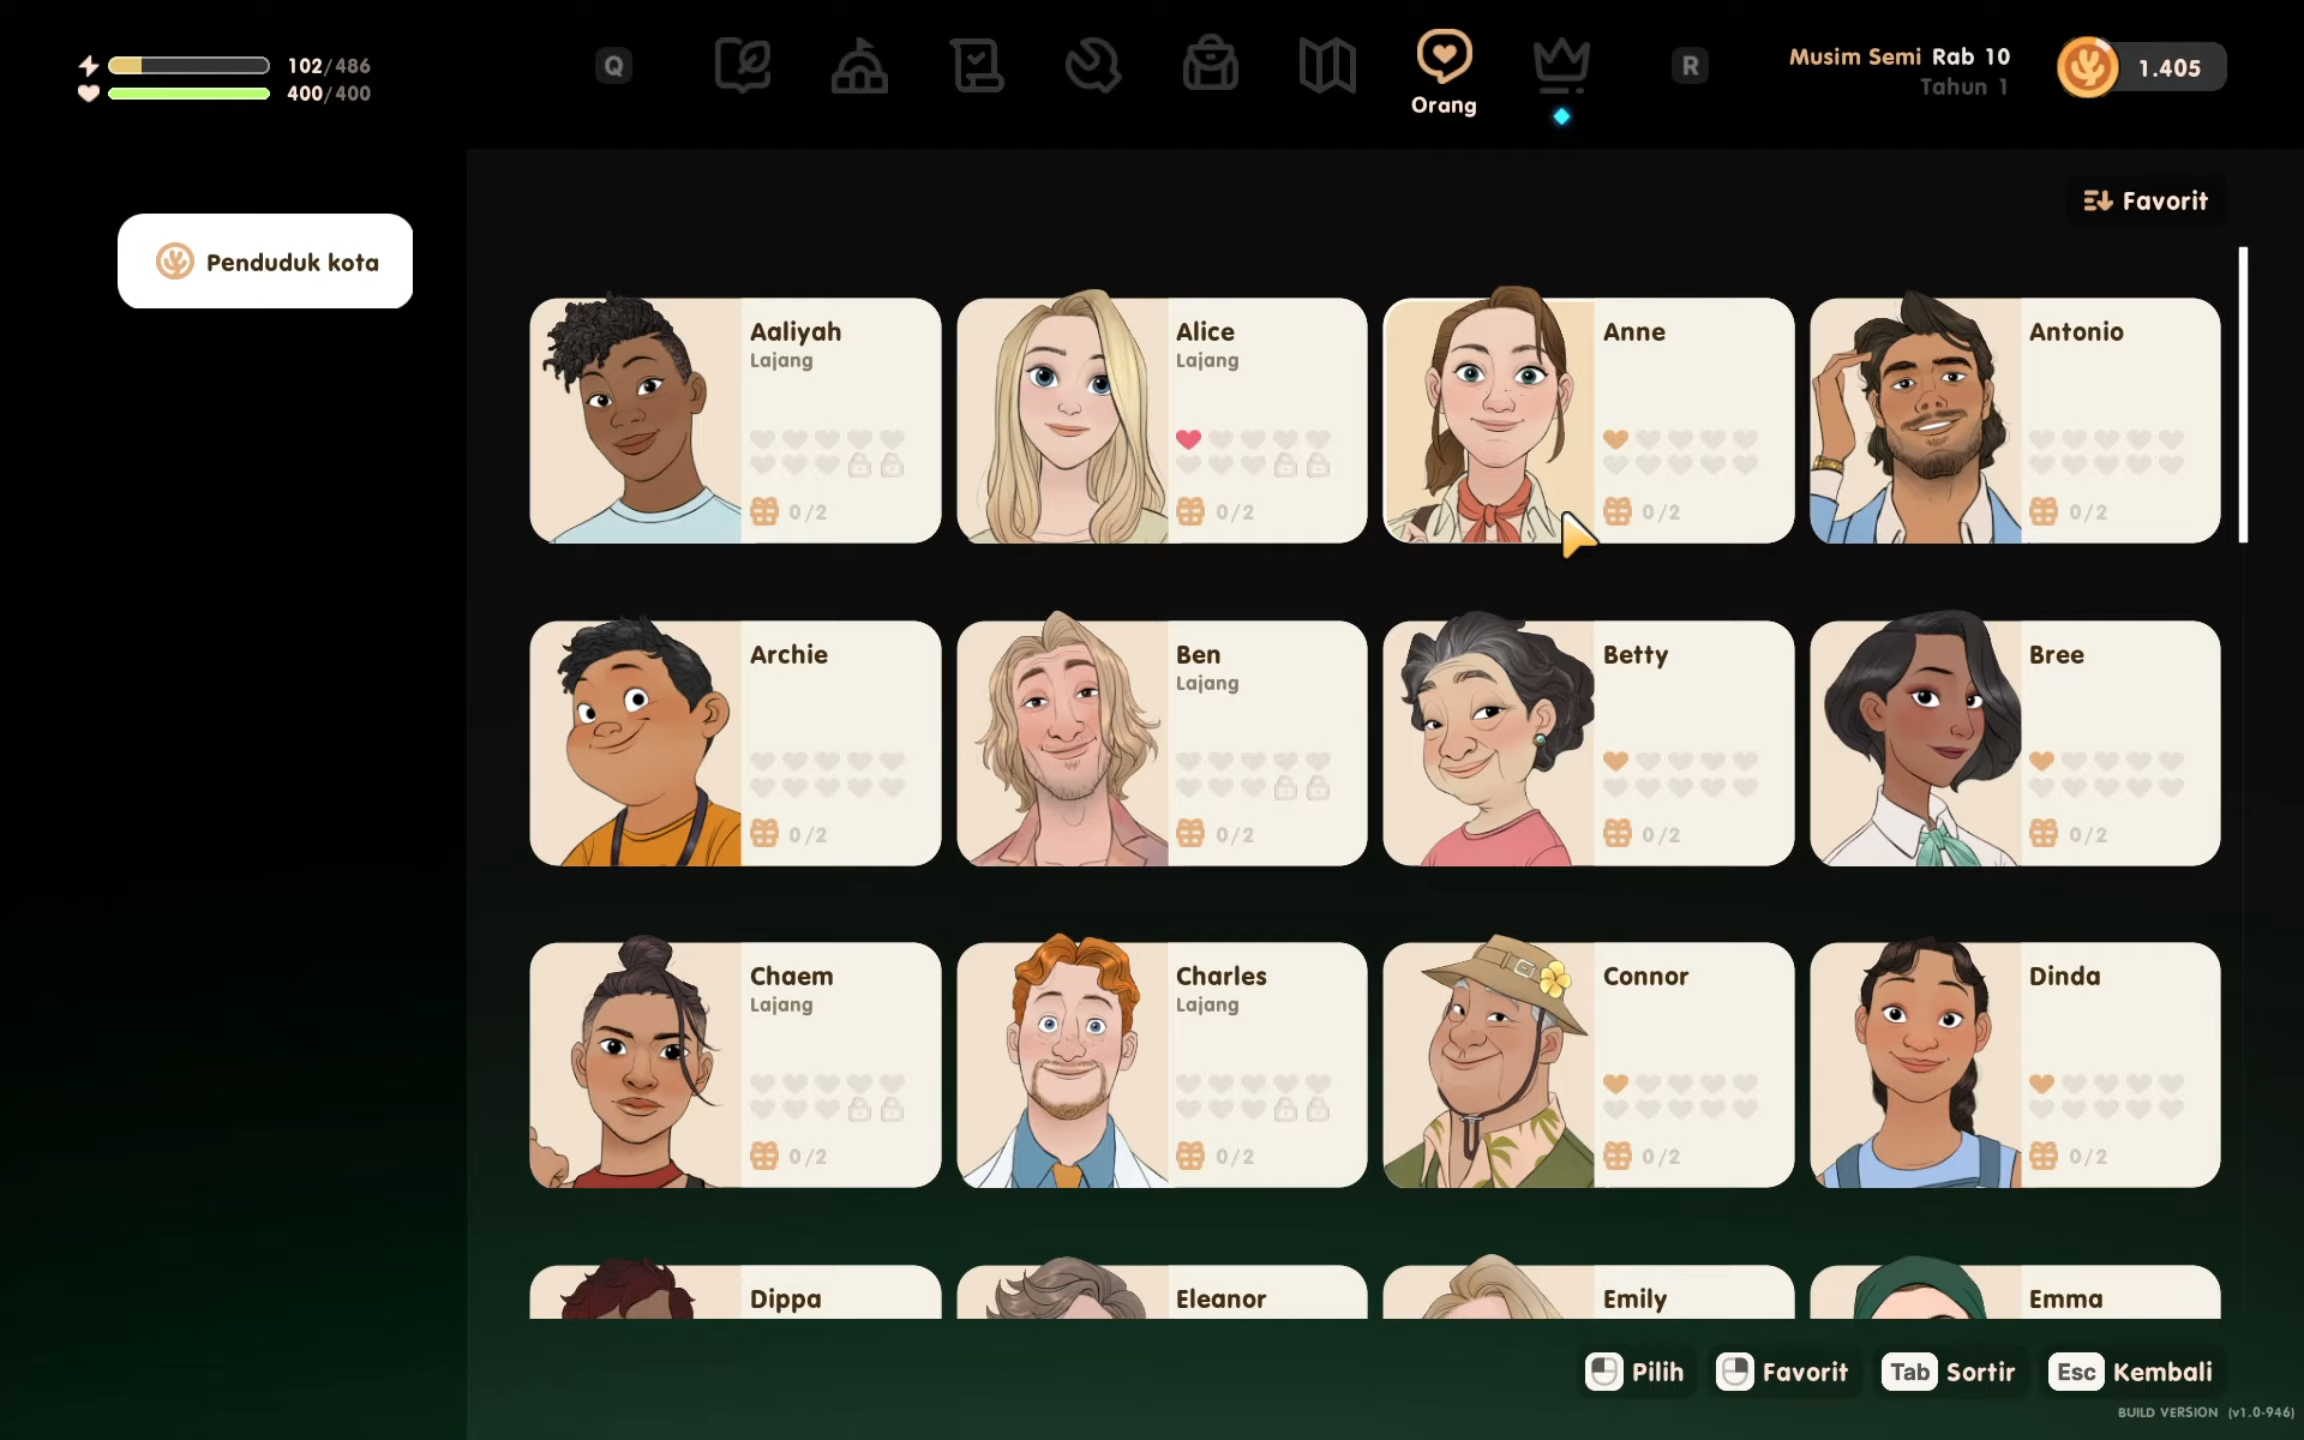 102/486
400/400
Q
Orang
R
Musim Semi Rab 10
Tahun 1
1.405
Penduduk kota
Favorit
Aaliyah
Lajang
0/2
Alice
Lajang
0/2
Anne
0/2
Antonio
0/2
Archie
0/2
Ben
Lajang
0/2
Betty
0/2
Bree
0/2
Chaem
Lajang
0/2
Charles
Lajang
0/2
Connor
0/2
Dinda
0/2
Dippa
Eleanor
Emily
Emma
Pilih
Favorit
Tab Sortir
Esc Kembali
BUILD VERSION (v1.0-946)